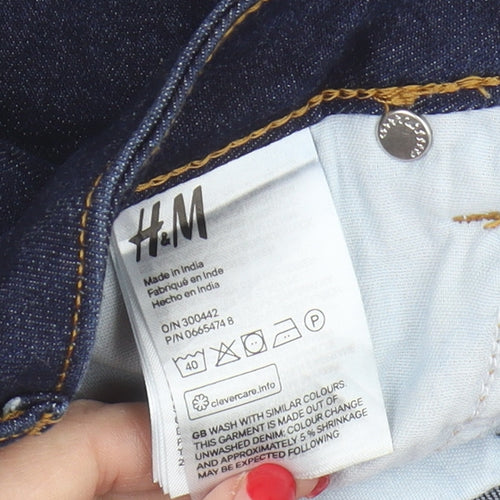 H&M
Made in India
Fabriqué en Inde
Hecho en India
O/N 300442
P/N 0665474 8
40 P
clevercare.info
GB WASH WITH SIMILAR COLOURS.
THIS GARMENT IS MADE OUT OF
UNWASHED DENIM: COLOUR CHANGE
AND APPROXIMATELY 5 % SHRINKAGE
MAY BE EXPECTED FOLLOWING